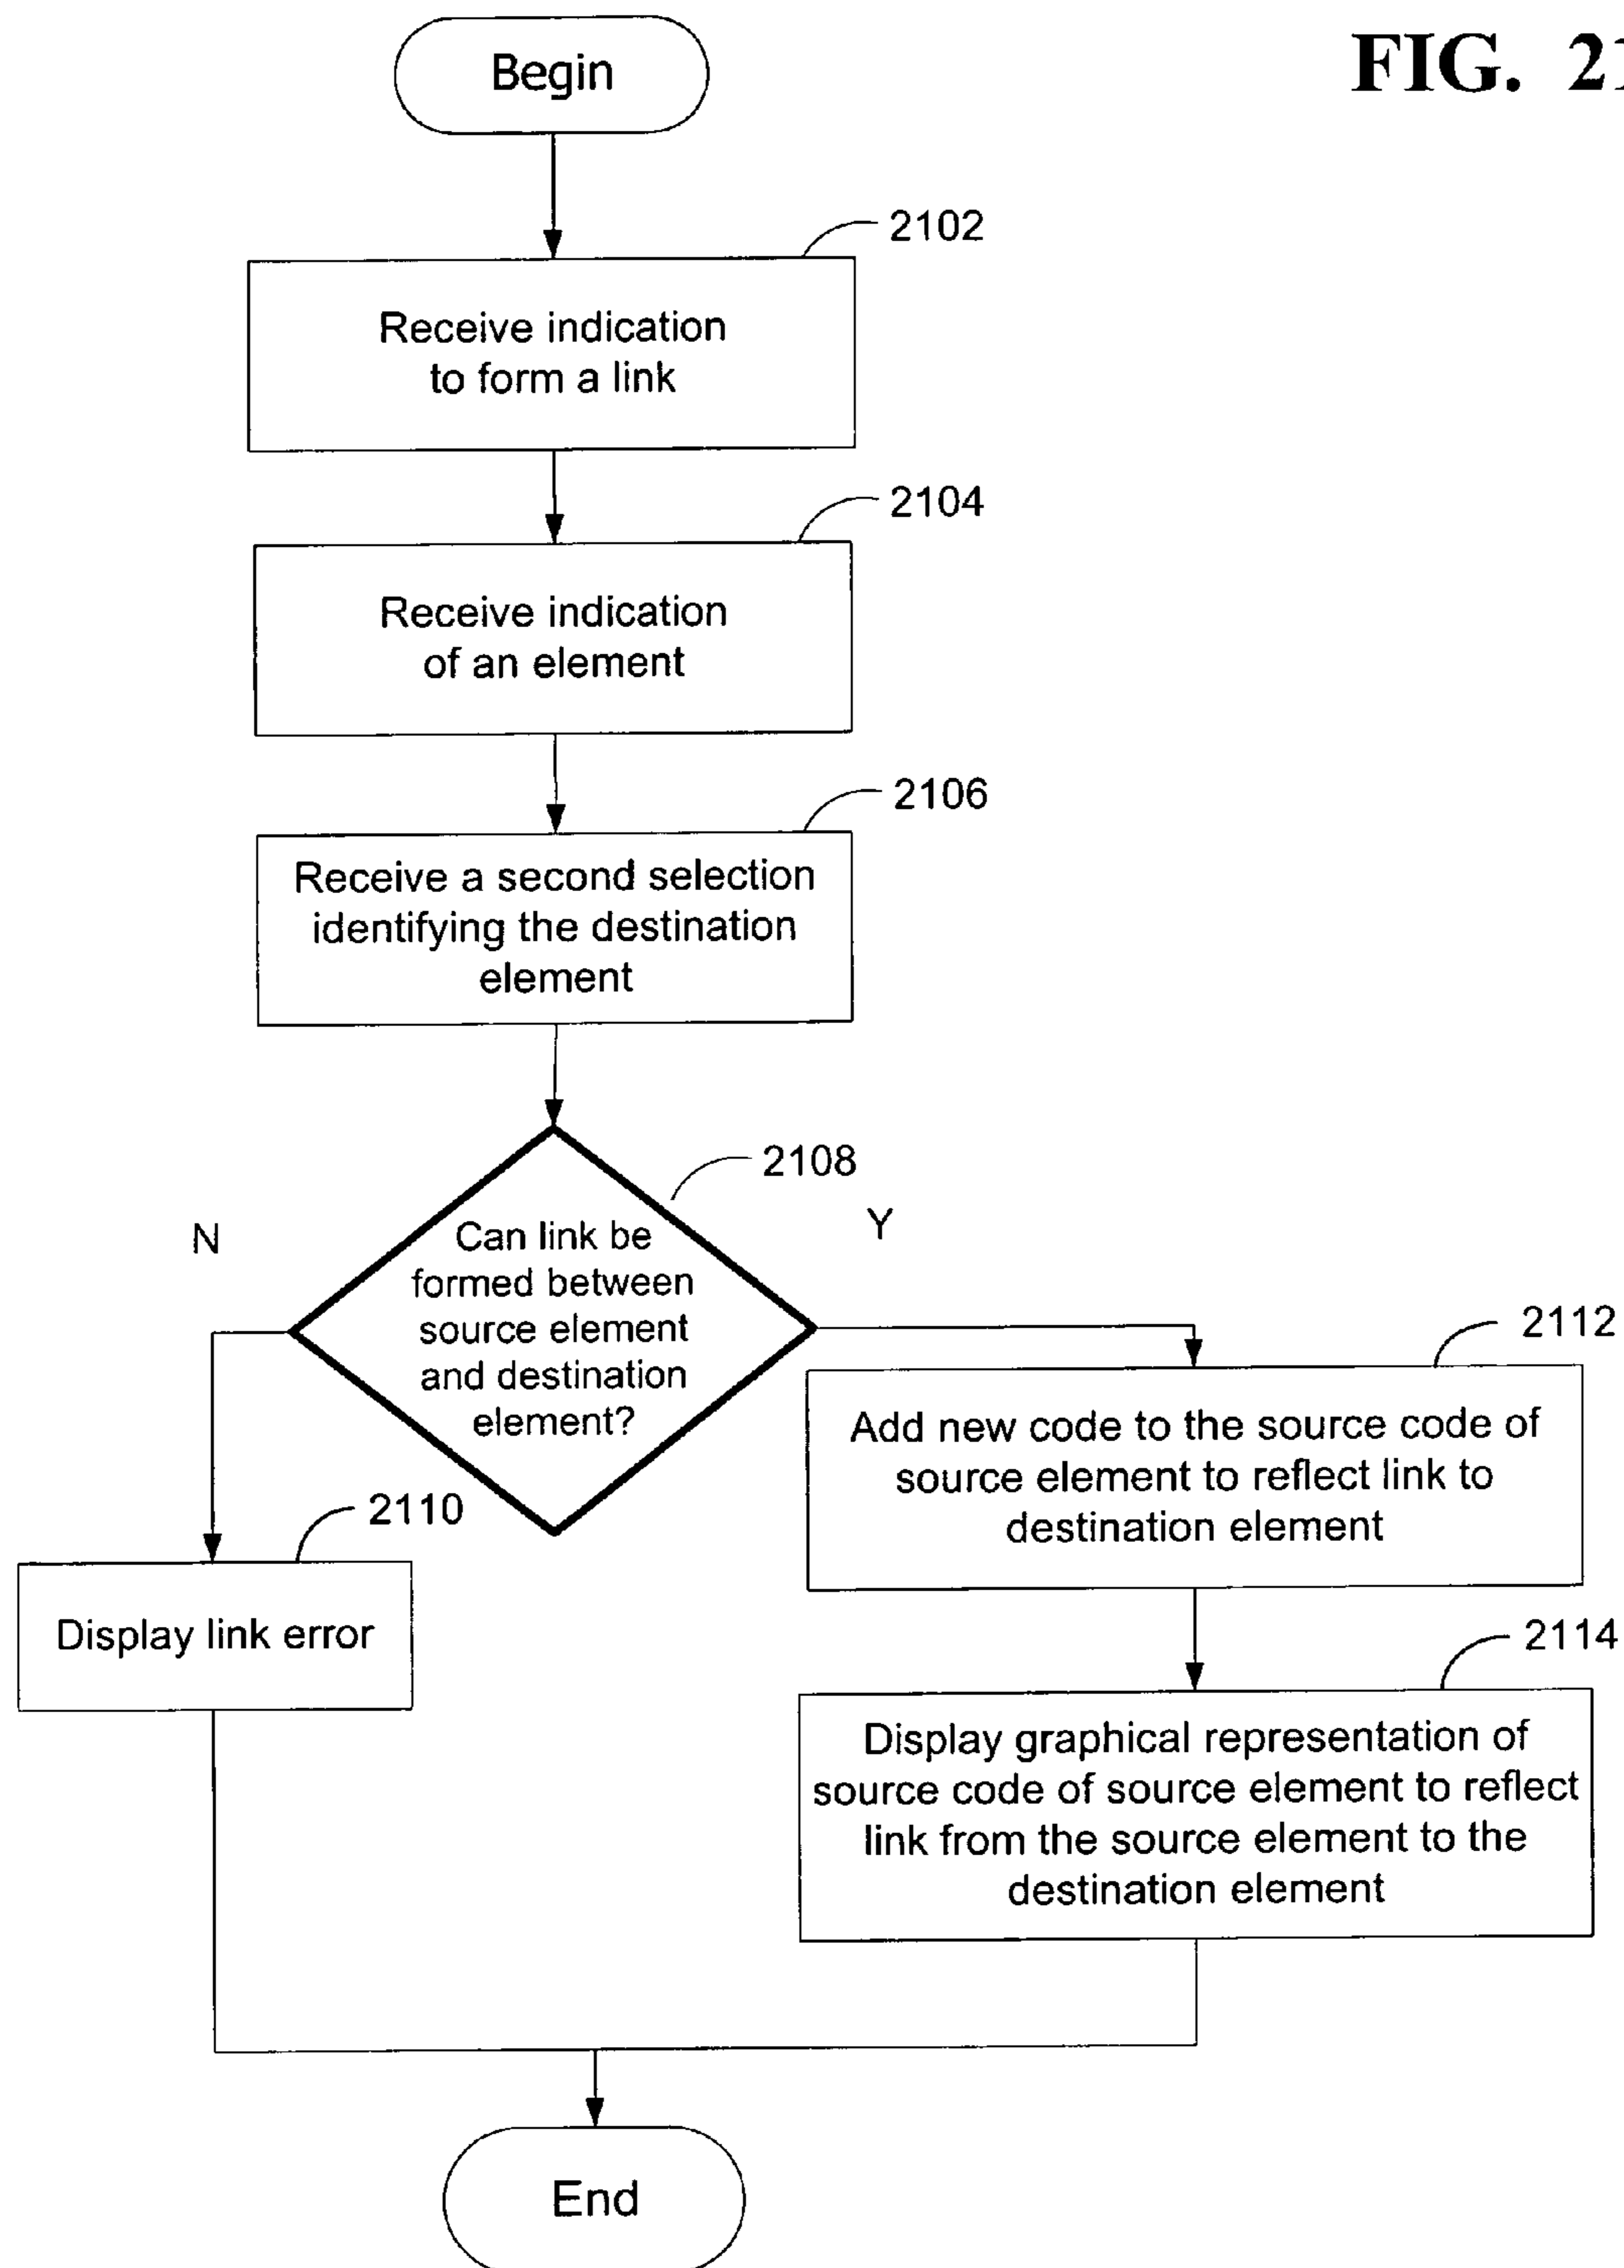 FIG. 21
Begin
2102
Receive indication
to form a link
2104
Receive indication
of an element
2106
Receive a second selection
identifying the destination
element
2108
N
Y
Can link be
formed between
source element
and destination
element?
2112
Add new code to the source code of
source element to reflect link to
destination element
2110
Display link error
2114
Display graphical representation of
source code of source element to reflect
link from the source element to the
destination element
End